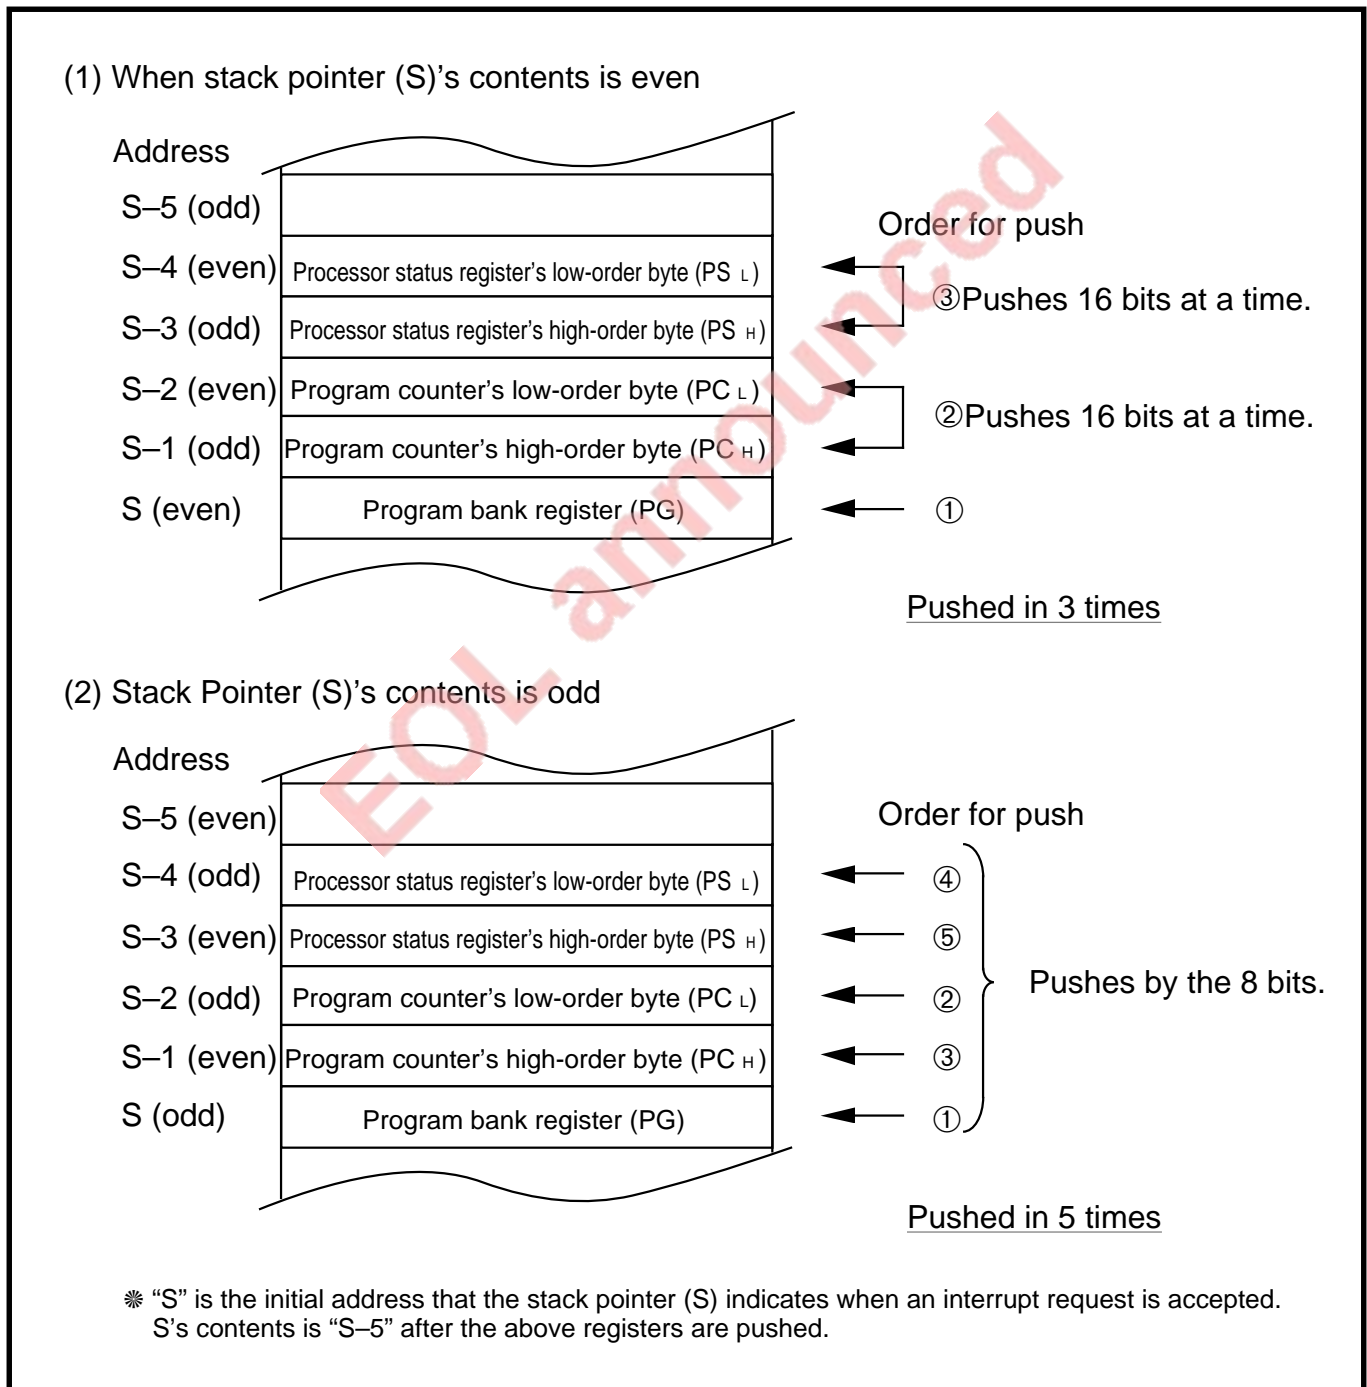 (1) When stack pointer (S)’s contents is even
Address
S–5 (odd)
Order for push
S–4 (even) Processor status register’s low-order byte (PS L)
③Pushes 16 bits at a time.
S–3 (odd) Processor status register’s high-order byte (PS H)
S–2 (even) Program counter’s low-order byte (PC L)
②Pushes 16 bits at a time.
S–1 (odd) Program counter’s high-order byte (PC H)
S (even) Program bank register (PG) ①
Pushed in 3 times
(2) Stack Pointer (S)’s contents is odd
Address
S–5 (even) Order for push
S–4 (odd) Processor status register’s low-order byte (PS L) ④
S–3 (even) Processor status register’s high-order byte (PS H) ⑤
Pushes by the 8 bits.
S–2 (odd) Program counter’s low-order byte (PC L) ②
S–1 (even) Program counter’s high-order byte (PC H) ③
S (odd) Program bank register (PG) ①
Pushed in 5 times
❋ “S” is the initial address that the stack pointer (S) indicates when an interrupt request is accepted.
S’s contents is “S–5” after the above registers are pushed.
EOL announced